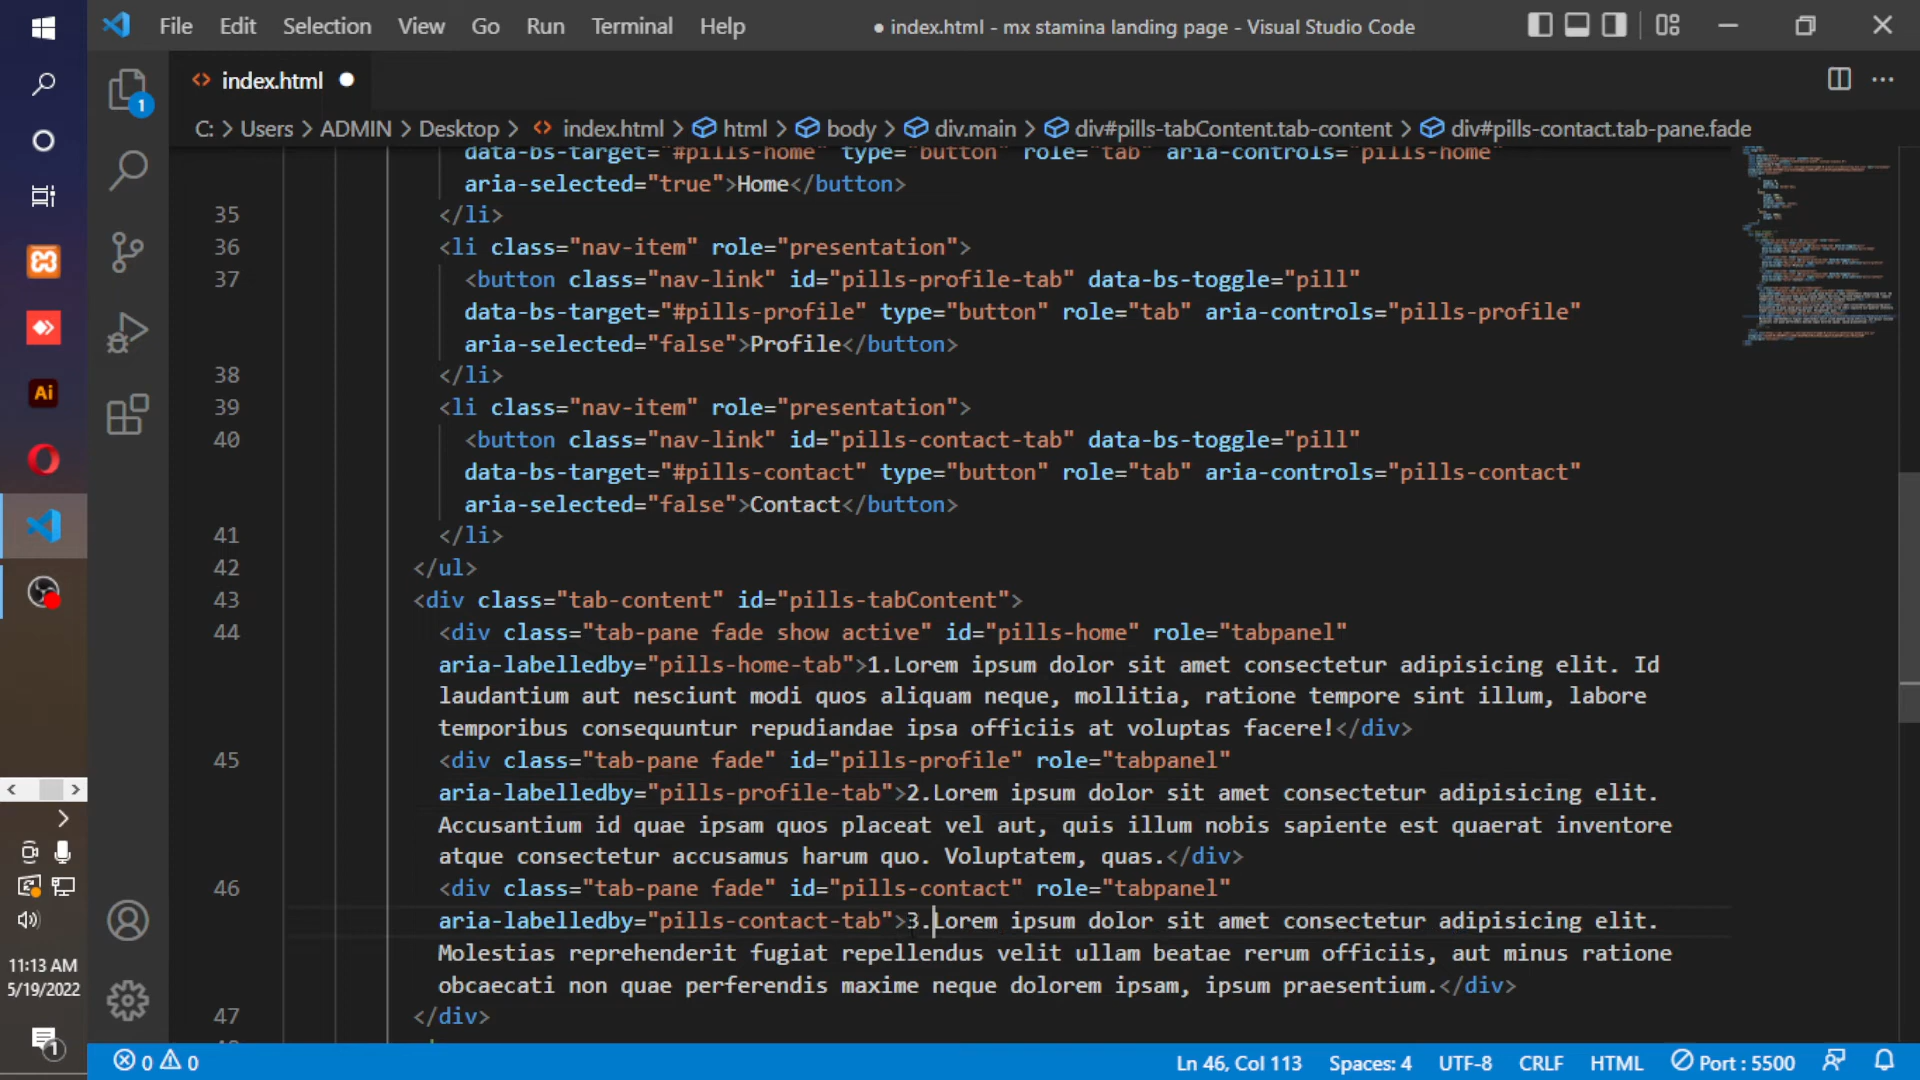 File Edit Selection View Go Run Terminal Help ● index.html - mx stamina landing page - Visual Studio Code
<> index.html
C: > Users > ADMIN > Desktop > <> index.html > html > body > div.main > div#pills-tabContent.tab-content > div#pills-contact.tab-pane.fade
data-bs-target="#pills-home" type="button" role="tab" aria-controls="pills-home"
aria-selected="true">Home</button>
35 </li>
36 <li class="nav-item" role="presentation">
37 <button class="nav-link" id="pills-profile-tab" data-bs-toggle="pill"
data-bs-target="#pills-profile" type="button" role="tab" aria-controls="pills-profile"
aria-selected="false">Profile</button>
38 </li>
39 <li class="nav-item" role="presentation">
40 <button class="nav-link" id="pills-contact-tab" data-bs-toggle="pill"
data-bs-target="#pills-contact" type="button" role="tab" aria-controls="pills-contact"
aria-selected="false">Contact</button>
41 </li>
42 </ul>
43 <div class="tab-content" id="pills-tabContent">
44 <div class="tab-pane fade show active" id="pills-home" role="tabpanel"
aria-labelledby="pills-home-tab">1.Lorem ipsum dolor sit amet consectetur adipisicing elit. Id
laudantium aut nesciunt modi quos aliquam neque, mollitia, ratione tempore sint illum, labore
temporibus consequuntur repudiandae ipsa officiis at voluptas facere!</div>
45 <div class="tab-pane fade" id="pills-profile" role="tabpanel"
aria-labelledby="pills-profile-tab">2.Lorem ipsum dolor sit amet consectetur adipisicing elit.
Accusantium id quae ipsam quos placeat vel aut, quis illum nobis sapiente est quaerat inventore
atque consectetur accusamus harum quo. Voluptatem, quas.</div>
46 <div class="tab-pane fade" id="pills-contact" role="tabpanel"
aria-labelledby="pills-contact-tab">3.Lorem ipsum dolor sit amet consectetur adipisicing elit.
Molestias reprehenderit fugiat repellendus velit ullam beatae rerum officiis, aut minus ratione
obcaecati non quae perferendis maxime neque dolorem ipsam, ipsum praesentium.</div>
47 </div>
1
Ai
11:13 AM
5/19/2022
1
0 0 Ln 46, Col 113 Spaces: 4 UTF-8 CRLF HTML Port : 5500